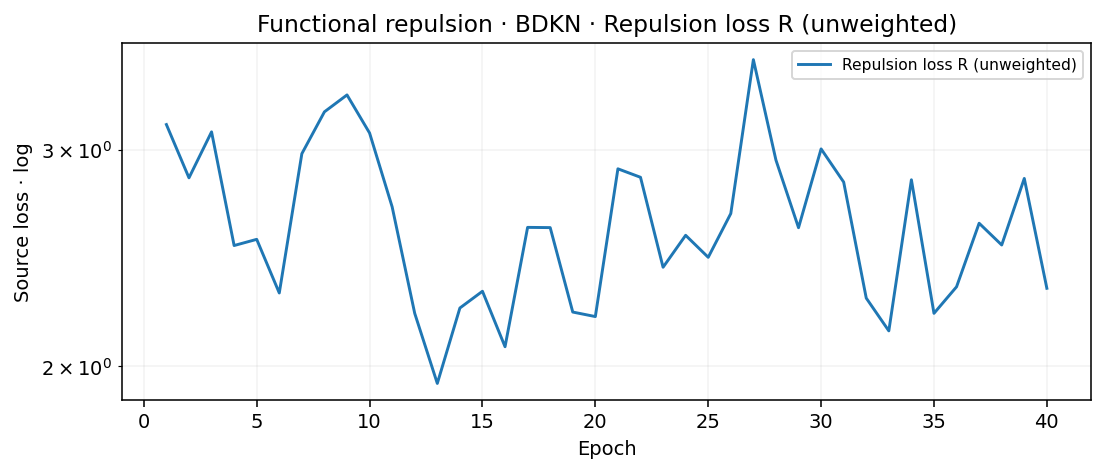 Functional repulsion · BDKN · Repulsion loss R (unweighted)
Repulsion loss R (unweighted)
Source loss · log
3 × 10⁰
2 × 10⁰
0 5 10 15 20 25 30 35 40
Epoch